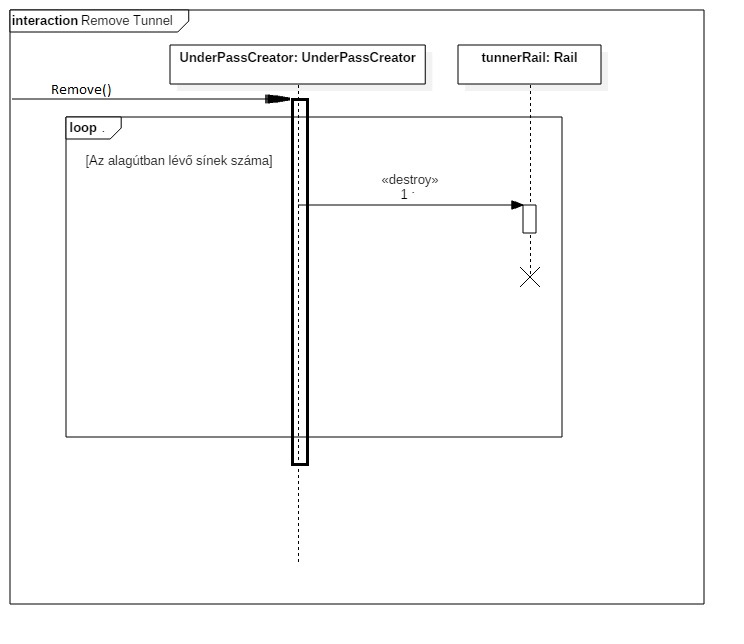 interaction Remove Tunnel
UnderPassCreator: UnderPassCreator
tunnerRail: Rail
Remove()
loop .
[Az alagútban lévő sínek száma]
«destroy»
1